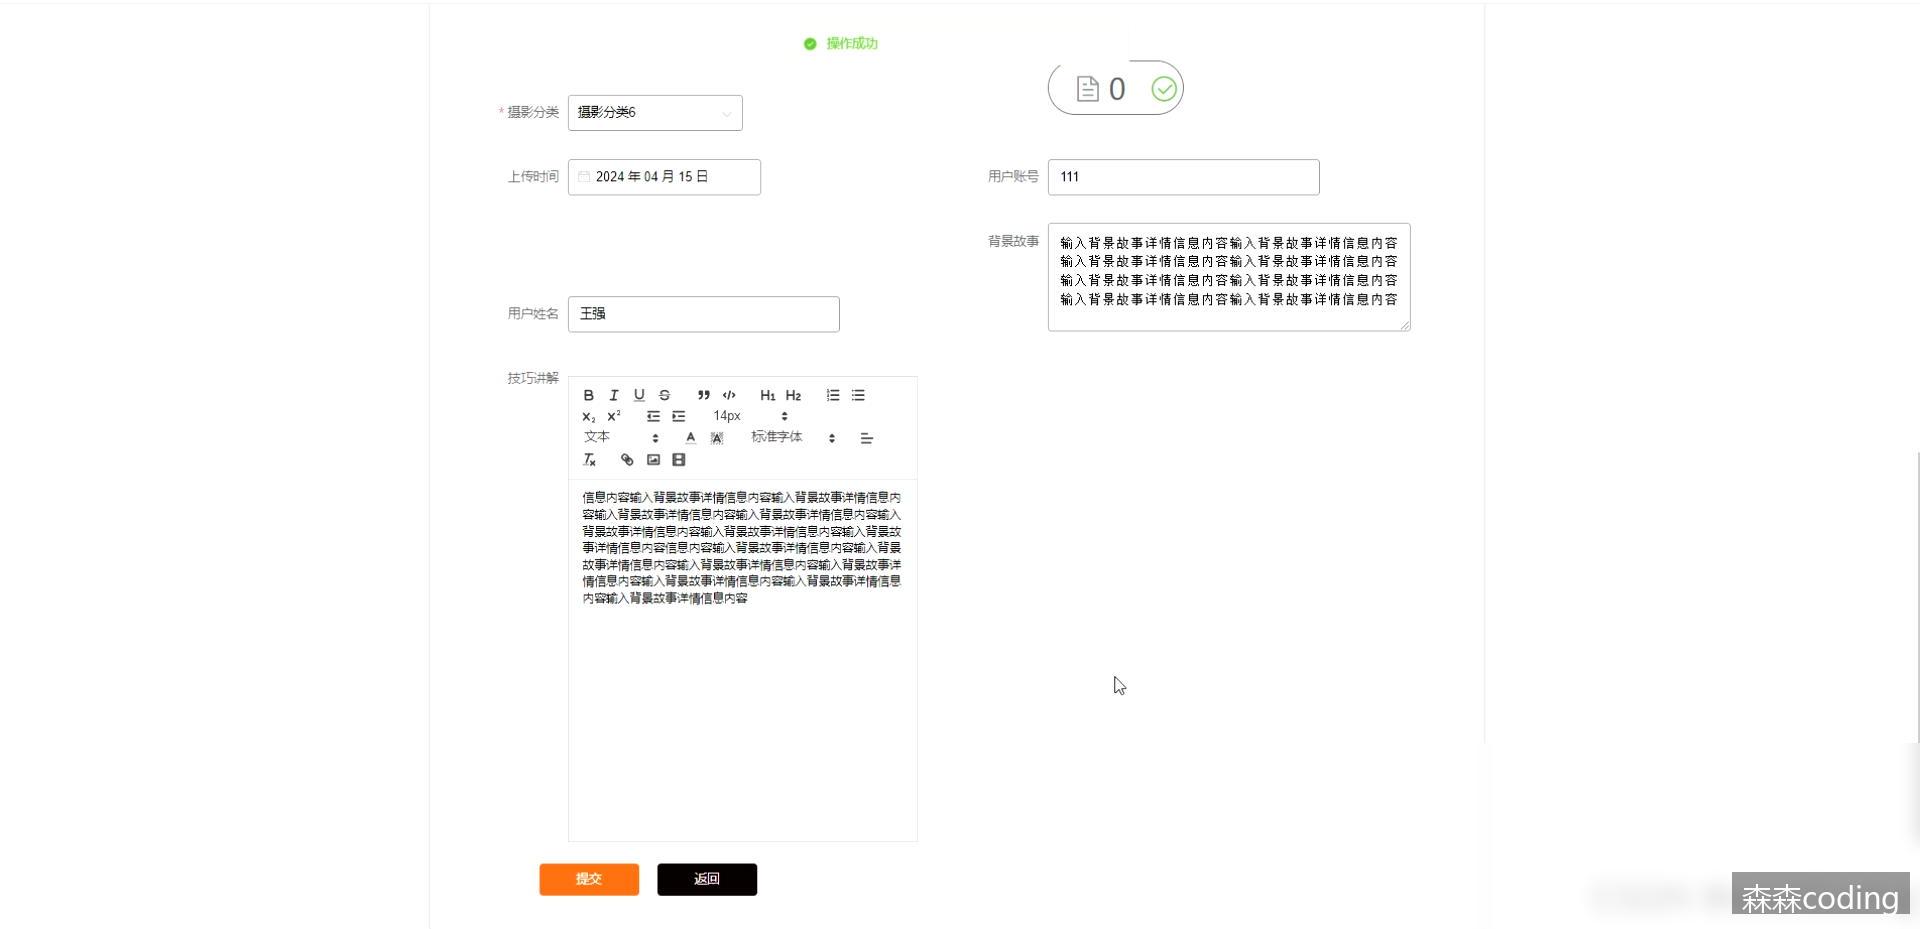 操作成功
0
* 摄影分类
摄影分类6
上传时间
2024 年 04 月 15 日
用户账号
111
背景故事
输入背景故事详情信息内容输入背景故事详情信息内容
输入背景故事详情信息内容输入背景故事详情信息内容
输入背景故事详情信息内容输入背景故事详情信息内容
输入背景故事详情信息内容输入背景故事详情信息内容
用户姓名
王强
技巧讲解
B I U S ” </> H1 H2
X2 X2 14px
文本 A A 标准字体
Tx
信息内容输入背景故事详情信息内容输入背景故事详情信息内
容输入背景故事详情信息内容输入背景故事详情信息内容输入
背景故事详情信息内容输入背景故事详情信息内容输入背景故
事详情信息内容信息内容输入背景故事详情信息内容输入背景
故事详情信息内容输入背景故事详情信息内容输入背景故事详
情信息内容输入背景故事详情信息内容输入背景故事详情信息
内容输入背景故事详情信息内容
提交
返回
森森coding